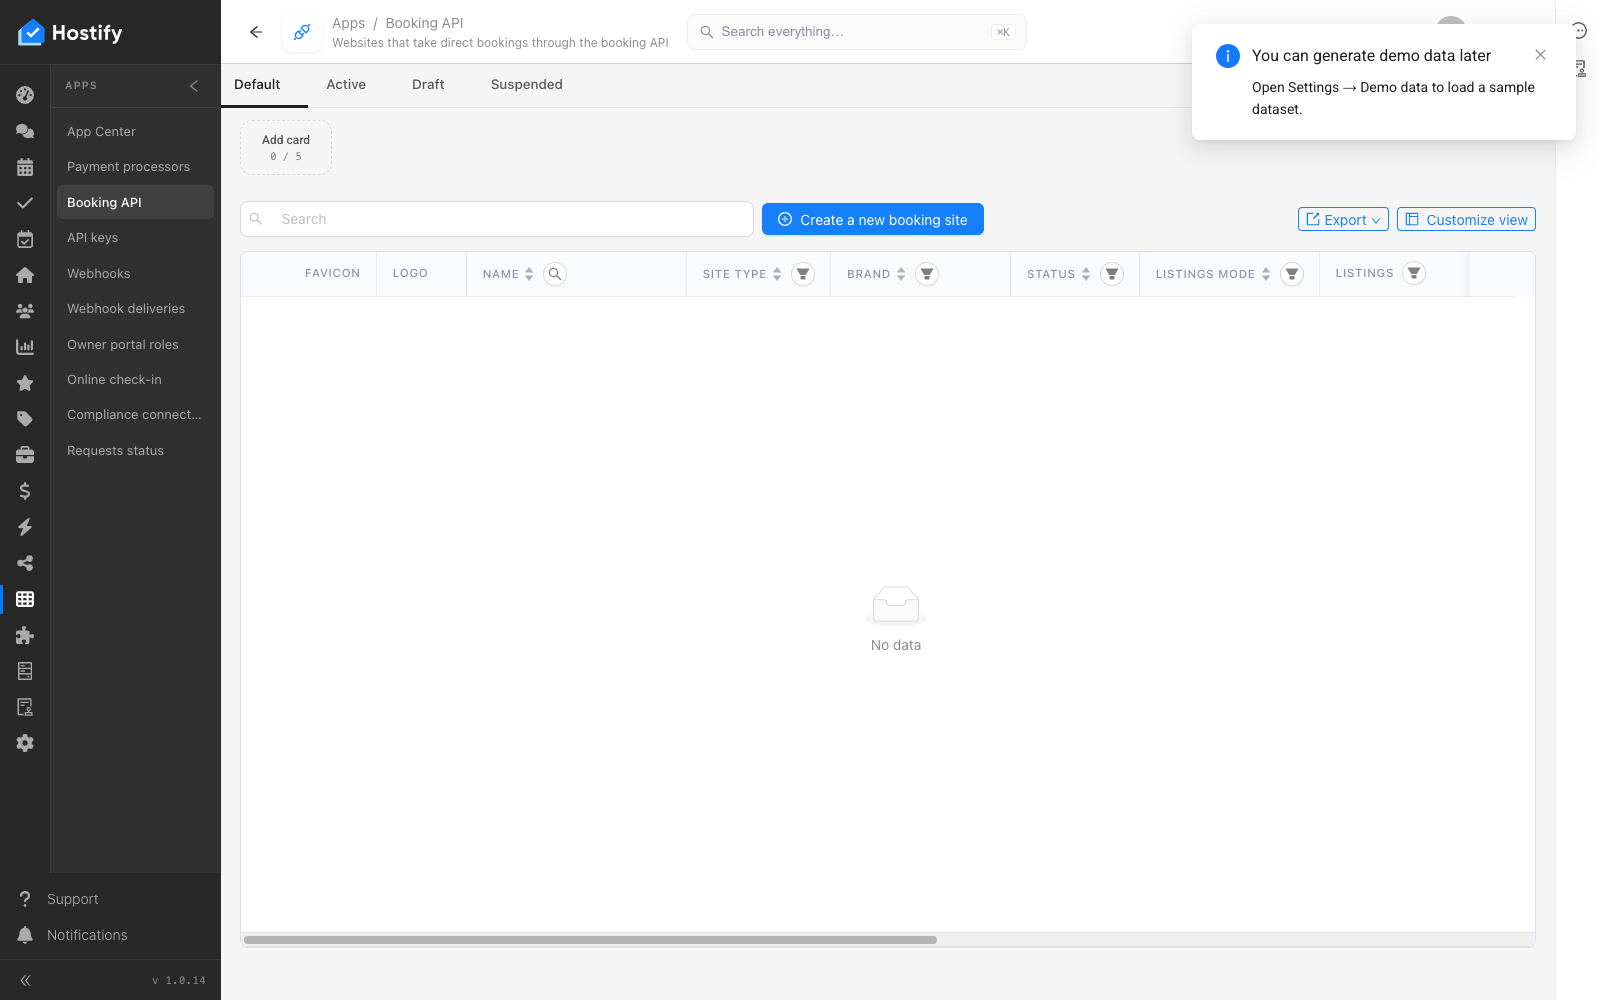 Hostify
Apps / Booking API
Websites that take direct bookings through the booking API
Search everything...
⌘K
You can generate demo data later
Open Settings → Demo data to load a sample
dataset.
APPS
App Center
Payment processors
Booking API
API keys
Webhooks
Webhook deliveries
Owner portal roles
Online check-in
Compliance connect...
Requests status
Support
Notifications
v 1.0.14
Default
Active
Draft
Suspended
Add card
0 / 5
Search
Create a new booking site
Export
Customize view
FAVICON
LOGO
NAME
SITE TYPE
BRAND
STATUS
LISTINGS MODE
LISTINGS
No data